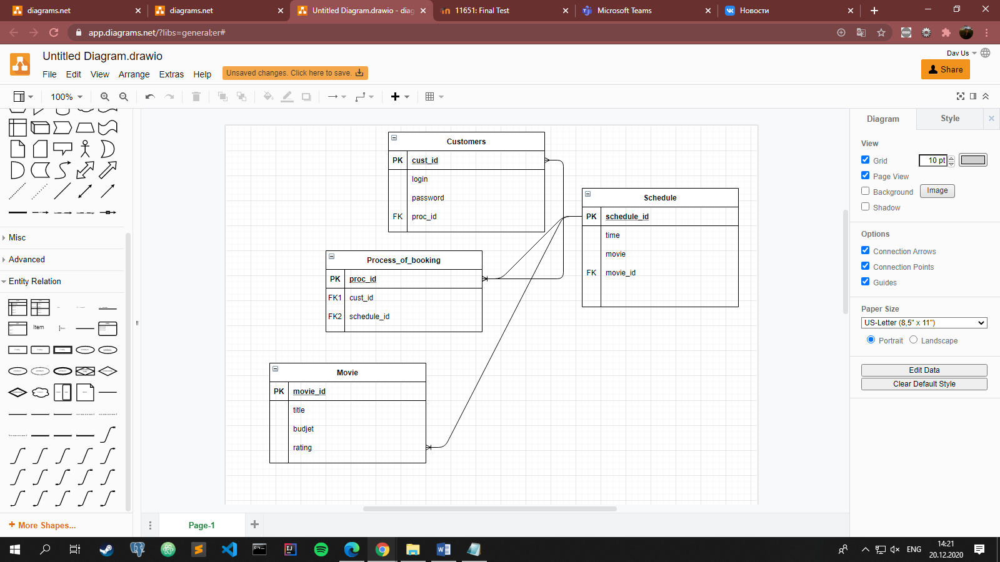 diagrams.net
diagrams.net
Untitled Diagram.drawio - diag
11651: Final Test
Microsoft Teams
Новости
app.diagrams.net/?libs=general;er#
Untitled Diagram.drawio
Dav Us
File Edit View Arrange Extras Help
Unsaved changes. Click here to save.
Share
100%
Diagram
Style
View
Grid
10 pt
Page View
Background
Image
Shadow
Options
Connection Arrows
Connection Points
Guides
Paper Size
US-Letter (8,5" x 11")
Portrait
Landscape
Edit Data
Clear Default Style
Misc
Advanced
Entity Relation
Item
More Shapes...
Customers
PK cust_id
login
password
FK proc_id
Schedule
PK schedule_id
time
movie
FK movie_id
Process_of_booking
PK proc_id
FK1 cust_id
FK2 schedule_id
Movie
PK movie_id
title
budjet
rating
Page-1
ENG
14:21
20.12.2020